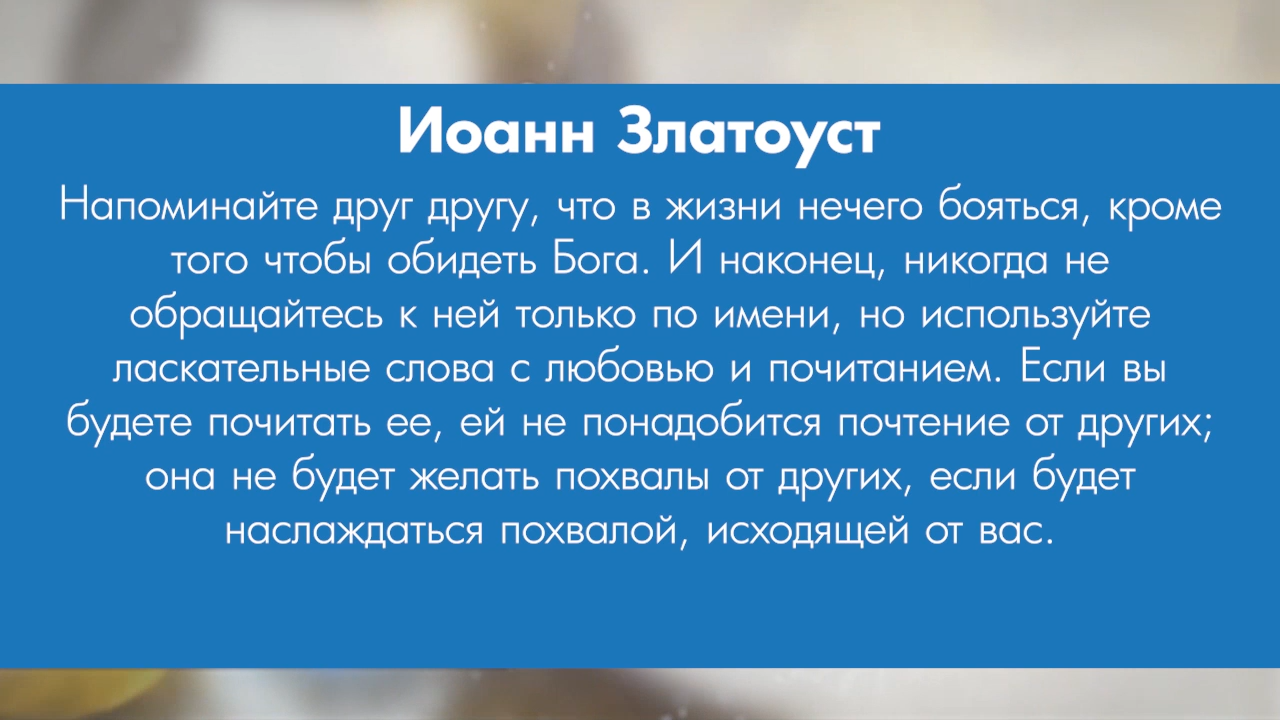 Иоанн Златоуст
Напоминайте друг другу, что в жизни нечего бояться, кроме
того чтобы обидеть Бога. И наконец, никогда не
обращайтесь к ней только по имени, но используйте
ласкательные слова с любовью и почитанием. Если вы
будете почитать ее, ей не понадобится почтение от других;
она не будет желать похвалы от других, если будет
наслаждаться похвалой, исходящей от вас.